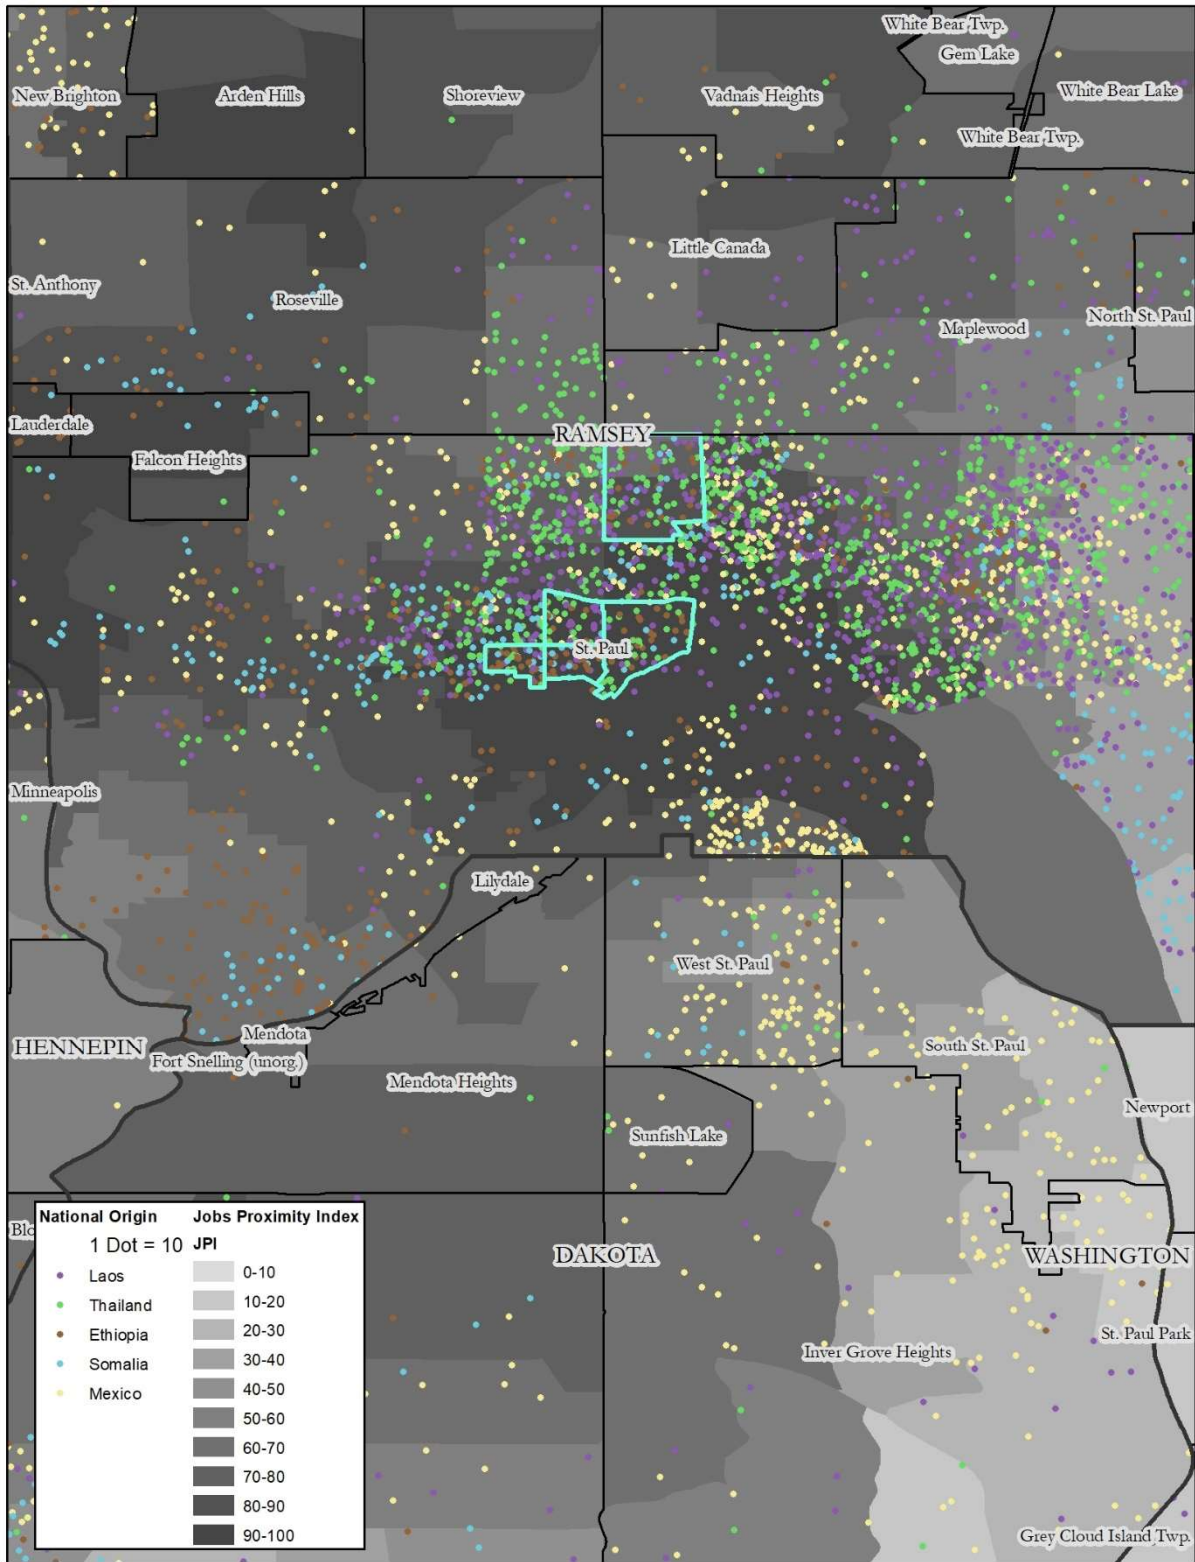 White Bear Twp.
Gem Lake
New Brighton
Arden Hills
Shoreview
Vadnais Heights
White Bear Lake
White Bear Twp.
Little Canada
St. Anthony
Roseville
North St. Paul
Maplewood
Lauderdale
RAMSEY
Falcon Heights
St. Paul
Minneapolis
Lilydale
West St. Paul
Mendota
HENNEPIN
Fort Snelling (unorg.)
South St. Paul
Mendota Heights
Newport
Sunfish Lake
Blo
DAKOTA
WASHINGTON
St. Paul Park
Inver Grove Heights
Grey Cloud Island Twp.
National Origin
1 Dot = 10
Laos
Thailand
Ethiopia
Somalia
Mexico
Jobs Proximity Index
JPI
0-10
10-20
20-30
30-40
40-50
50-60
60-70
70-80
80-90
90-100